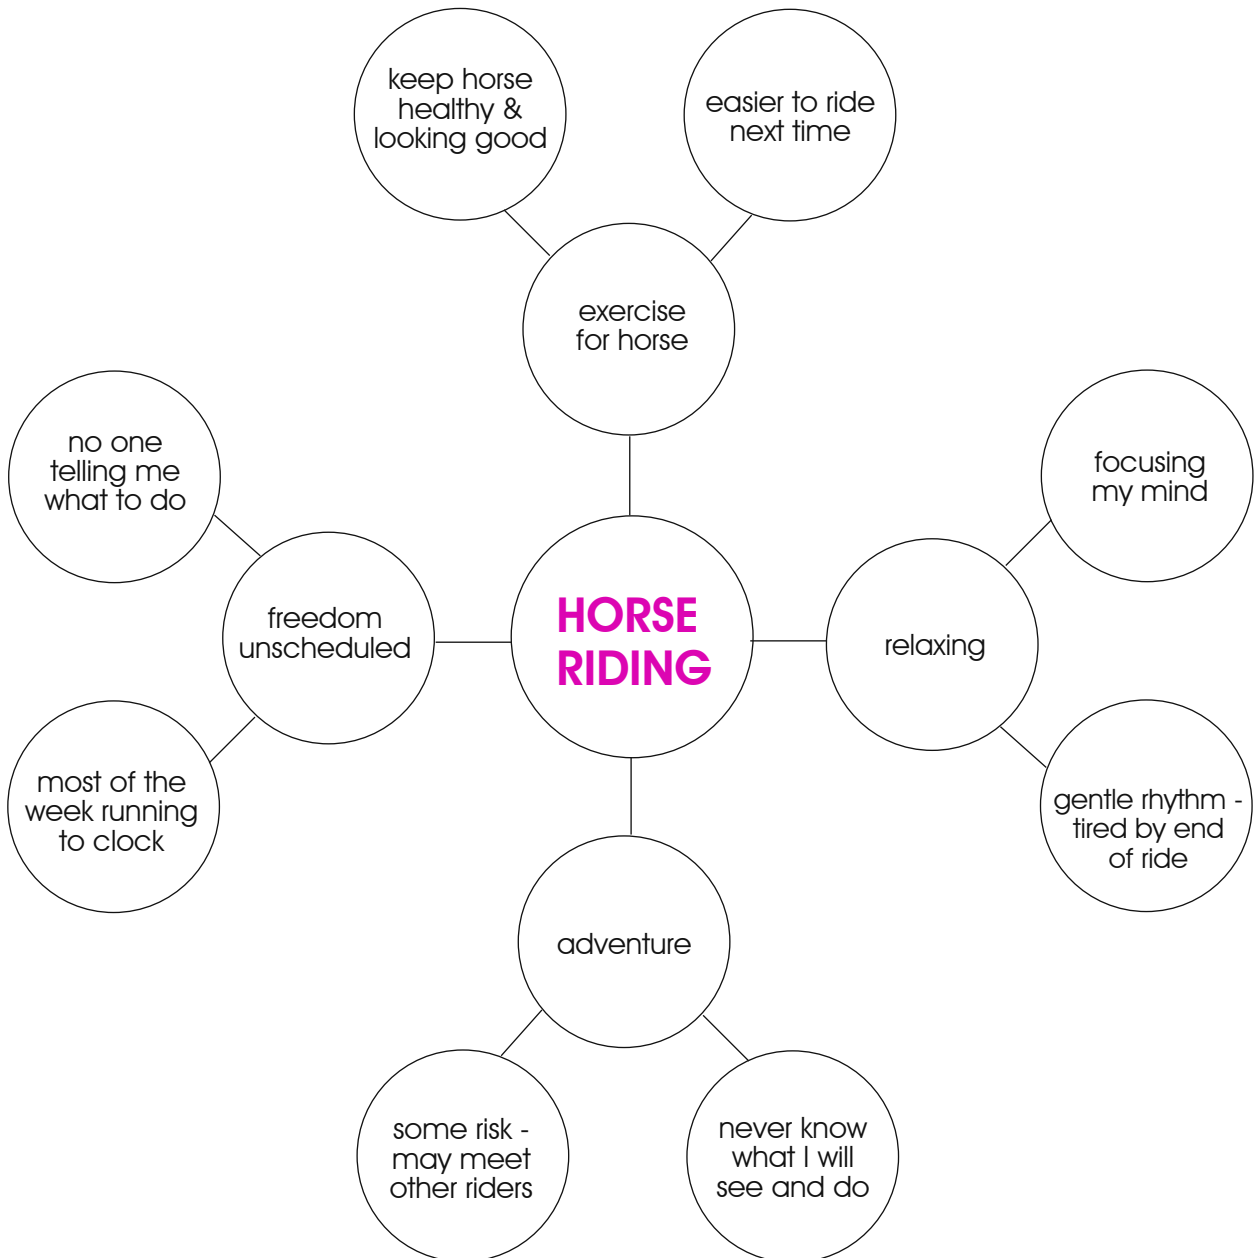 keep horse
healthy &
looking good
easier to ride
next time
exercise
for horse
no one
telling me
what to do
focusing
my mind
freedom
unscheduled
HORSE
RIDING
relaxing
most of the
week running
to clock
gentle rhythm -
tired by end
of ride
adventure
some risk -
may meet
other riders
never know
what I will
see and do